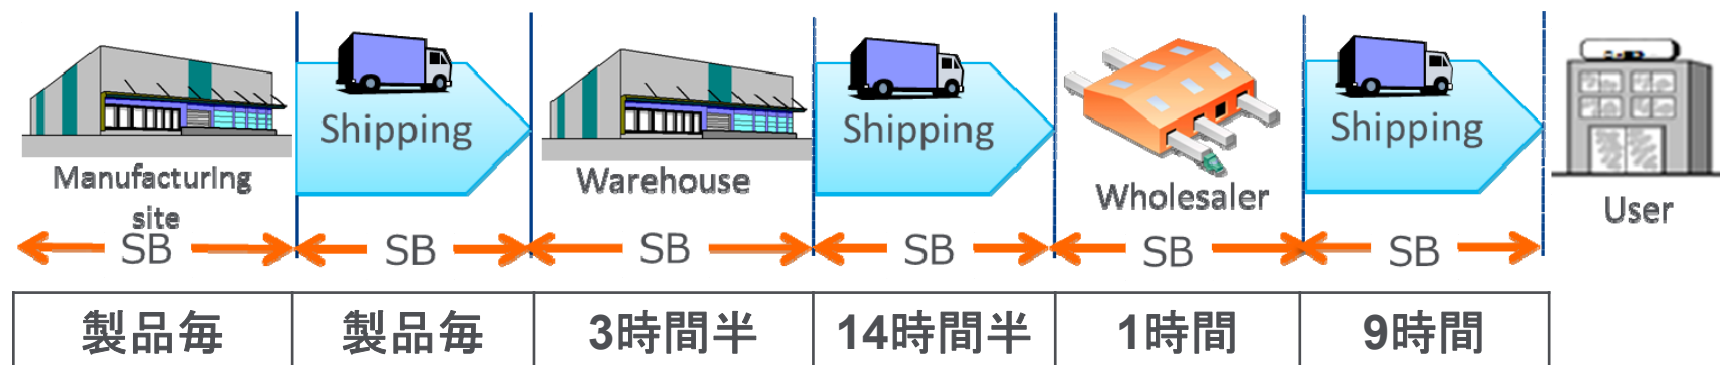 Shipping
Shipping
Shipping
Manufacturing
site
Warehouse
Wholesaler
User
SB
SB
SB
SB
SB
SB
製品毎
製品毎
3時間半
14時間半
1時間
9時間